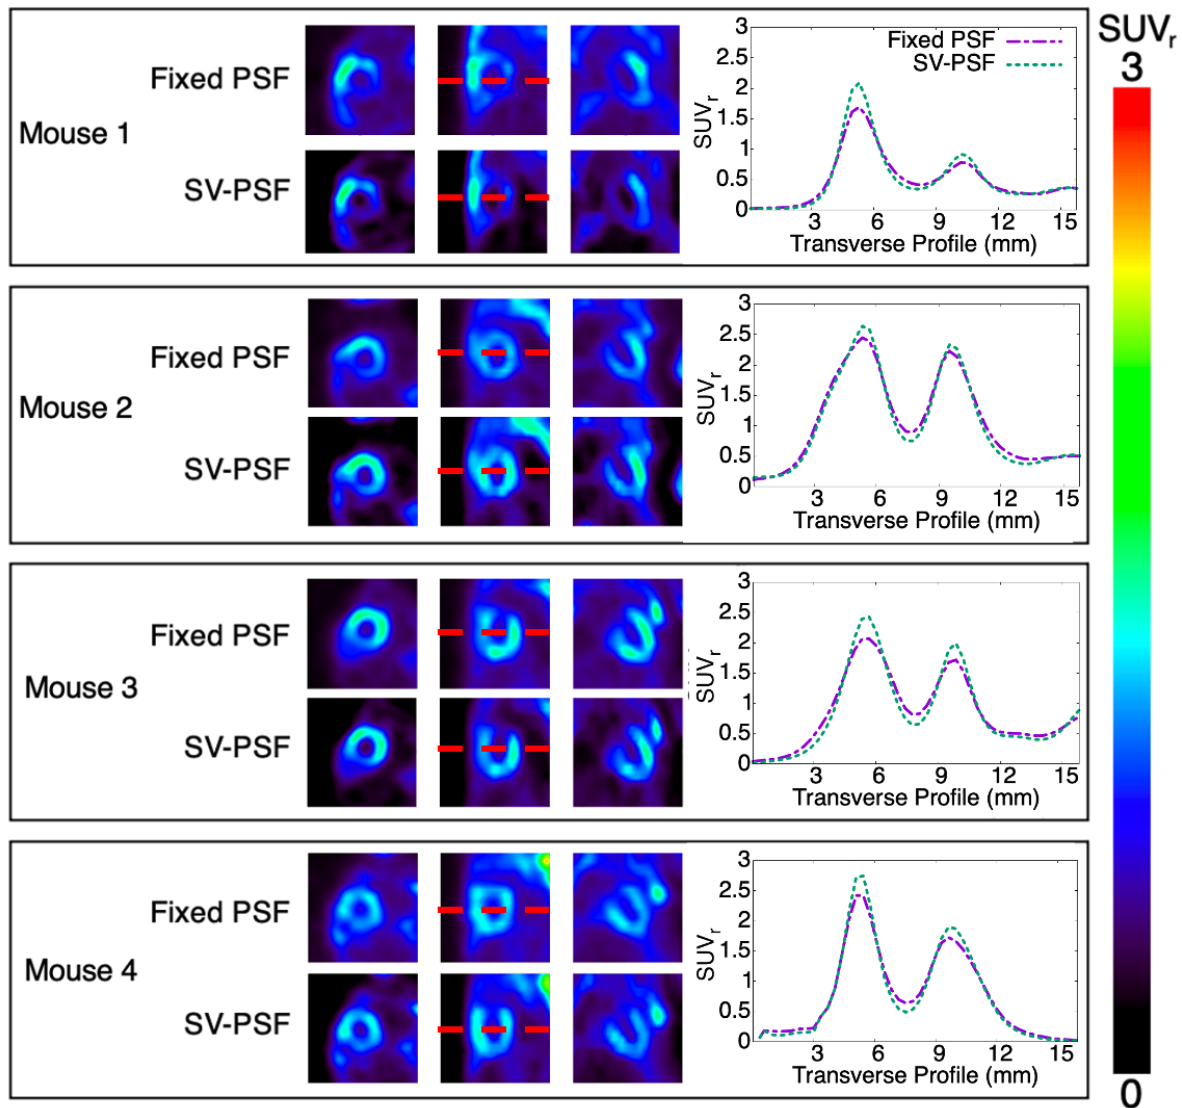 SUVr
3
Mouse 1
Fixed PSF
SV-PSF
3
2.5
2
1.5
1
0.5
0
SUVr
Fixed PSF
SV-PSF
3 6 9 12 15
Transverse Profile (mm)
Mouse 2
Fixed PSF
SV-PSF
3
2.5
2
1.5
1
0.5
0
SUVr
3 6 9 12 15
Transverse Profile (mm)
Mouse 3
Fixed PSF
SV-PSF
3
2.5
2
1.5
1
0.5
0
SUVr
3 6 9 12 15
Transverse Profile (mm)
Mouse 4
Fixed PSF
SV-PSF
3
2.5
2
1.5
1
0.5
0
SUVr
3 6 9 12 15
Transverse Profile (mm)
0